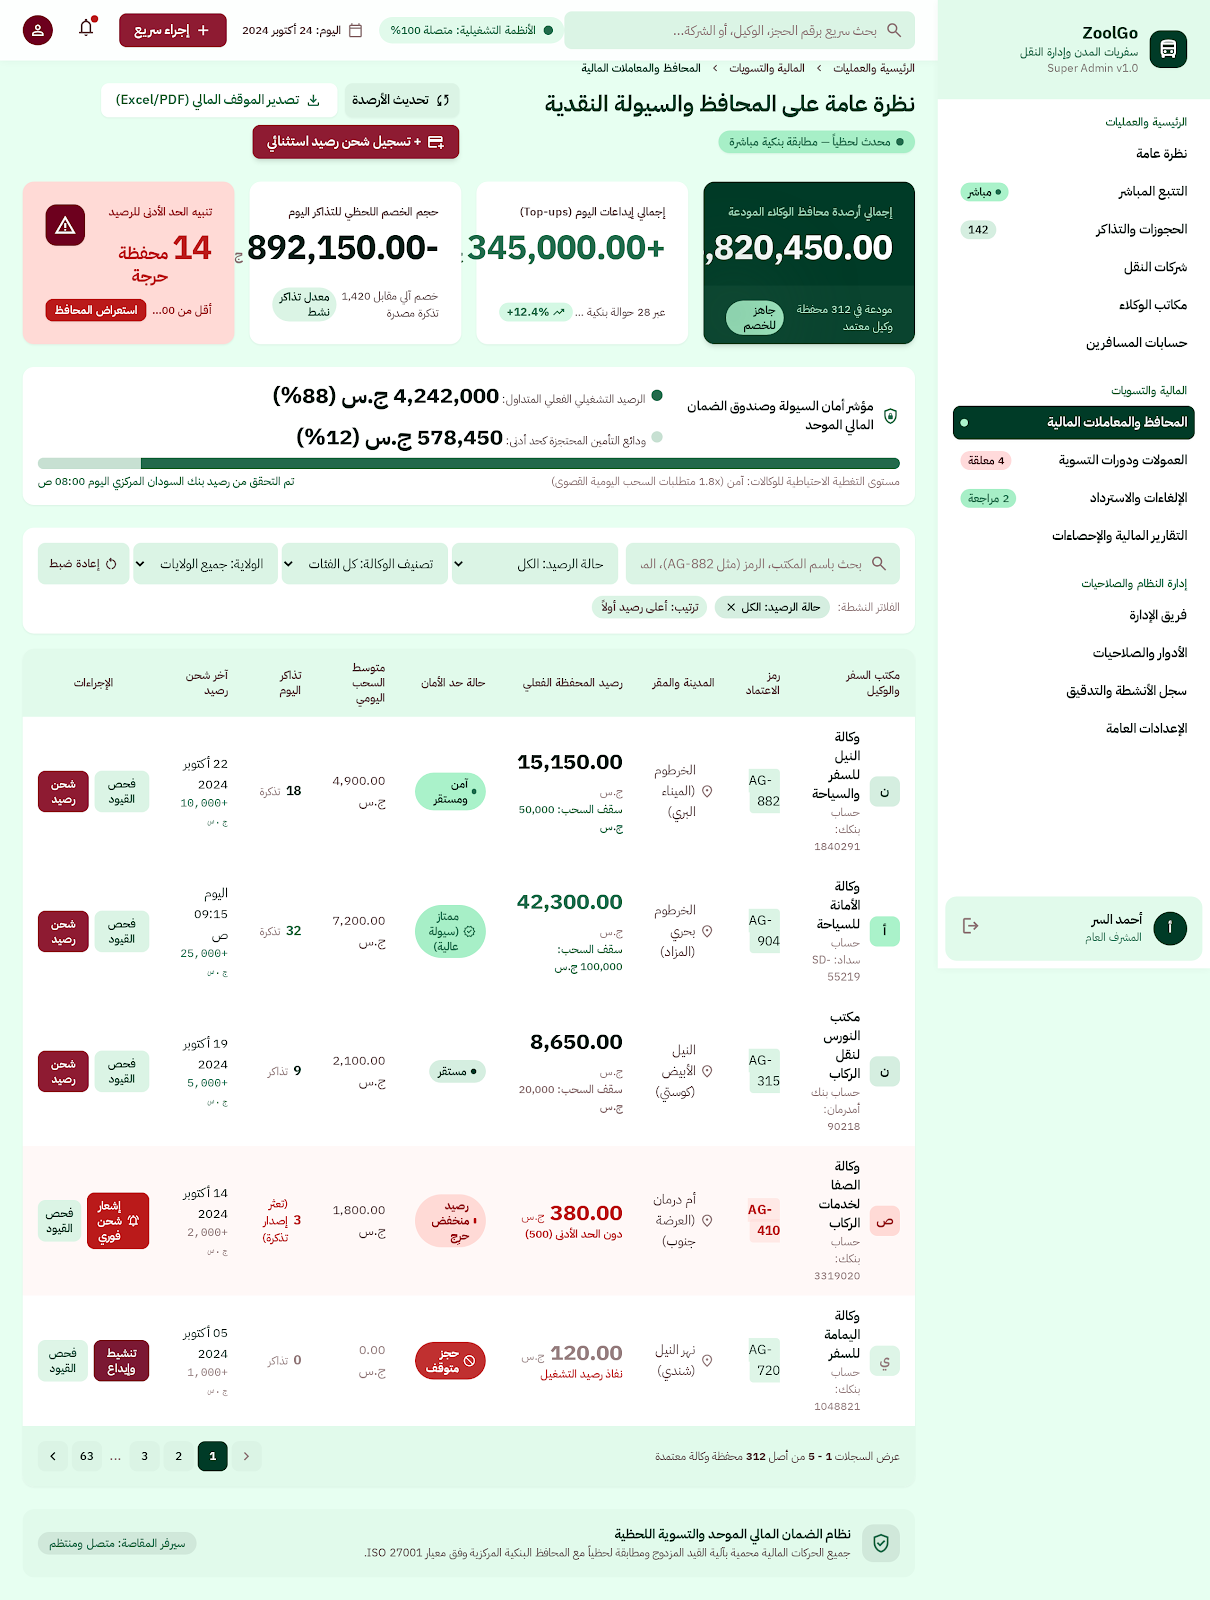 ZoolGo
سفريات المدن وإدارة النقل
Super Admin v1.0
الرئيسية والعمليات
نظرة عامة
التتبع المباشر
مباشر
الحجوزات والتذاكر
142
شركات النقل
مكاتب الوكلاء
حسابات المسافرين
المالية والتسويات
المحافظ والمعاملات المالية
العمولات ودورات التسوية
4 معلقة
الإلغاءات والاسترداد
2 مراجعة
التقارير المالية والإحصاءات
إدارة النظام والصلاحيات
فريق الإدارة
الأدوار والصلاحيات
سجل الأنشطة والتدقيق
الإعدادات العامة
أ
أحمد السر
المشرف العام
بحث سريع برقم الحجز، الوكيل، أو الشركة...
الأنظمة التشغيلية: متصلة 100%
اليوم: 24 أكتوبر 2024
إجراء سريع
الرئيسية والعمليات
المالية والتسويات
المحافظ والمعاملات المالية
نظرة عامة على المحافظ والسيولة النقدية
محدث لحظياً — مطابقة بنكية مباشرة
تحديث الأرصدة
تصدير الموقف المالي (Excel/PDF)
+ تسجيل شحن رصيد استثنائي
إجمالي أرصدة محافظ الوكلاء المودعة
,820,450.00
مودعة في 312 محفظة
وكيل معتمد
جاهز
للخصم
إجمالي إيداعات اليوم (Top-ups)
+345,000.00
عبر 28 حوالة بنكية ...
+12.4%
حجم الخصم اللحظي للتذاكر اليوم
-892,150.00 ج
خصم آلي مقابل 1,420
تذكرة مصدرة
معدل تذاكر
نشط
تنبيه الحد الأدنى للرصيد
14 محفظة
حرجة
أقل من 00...
استعراض المحافظ
مؤشر أمان السيولة وصندوق الضمان
المالي الموحد
الرصيد التشغيلي الفعلي المتداول: 4,242,000 ج.س (88%)
ودائع التأمين المحتجزة كحد أدنى: 578,450 ج.س (12%)
مستوى التغطية الاحتياطية للوكالات: آمن (1.8x متطلبات السحب اليومية القصوى)
تم التحقق من رصيد بنك السودان المركزي اليوم 08:00 ص
بحث باسم المكتب، الرمز (مثل AG-882)، الم
حالة الرصيد: الكل
تصنيف الوكالة: كل الفئات
الولاية: جميع الولايات
إعادة ضبط
الفلاتر النشطة:
حالة الرصيد: الكل ✕
ترتيب: أعلى رصيد أولاً
مكتب السفر
والوكيل
رمز
الاعتماد
المدينة والمقر
رصيد المحفظة الفعلي
حالة حد الأمان
متوسط
السحب
اليومي
تذاكر
اليوم
آخر شحن
رصيد
الإجراءات
ن
وكالة
النيل
للسفر
والسياحة
حساب
بنكك:
1840291
AG-
882
الخرطوم
(الميناء
البري)
15,150.00
ج.س
سقف السحب: 50,000
ج.س
آمن
ومستقر
4,900.00
ج.س
18 تذكرة
22 أكتوبر
2024
+10,000
ج.س
فحص
القيود
شحن
رصيد
أ
وكالة
الأمانة
للسياحة
حساب
سداد: SD-
55219
AG-
904
الخرطوم
بحري
(المزاد)
42,300.00
ج.س
سقف السحب:
100,000 ج.س
ممتاز
(سيولة
عالية)
7,200.00
ج.س
32 تذكرة
اليوم
09:15
ص
+25,000
ج.س
فحص
القيود
شحن
رصيد
ن
مكتب
النورس
لنقل
الركاب
حساب بنك
أمدرمان:
90218
AG-
315
النيل
الأبيض
(كوستي)
8,650.00
ج.س
سقف السحب: 20,000
ج.س
مستقر
2,100.00
ج.س
9 تذاكر
19 أكتوبر
2024
+5,000
ج.س
فحص
القيود
شحن
رصيد
ص
وكالة
الصفا
لخدمات
الركاب
حساب
بنكك:
3319020
AG-
410
أم درمان
(العرضة
جنوب)
380.00 ج.س
دون الحد الأدنى (500)
رصيد
منخفض
حرج
1,800.00
ج.س
3 (تعثر
إصدار
تذكرة)
14 أكتوبر
2024
+2,000
ج.س
إشعار
شحن
فوري
فحص
القيود
ي
وكالة
اليمامة
للسفر
حساب
بنكك:
1048821
AG-
720
نهر النيل
(شندي)
120.00 ج.س
نفاذ رصيد التشغيل
حجز
متوقف
0.00
ج.س
0 تذاكر
05 أكتوبر
2024
+1,000
ج.س
تنشيط
وإيداع
فحص
القيود
عرض السجلات 1 - 5 من أصل 312 محفظة وكالة معتمدة
1 2 3 ... 63
نظام الضمان المالي الموحد والتسوية اللحظية
جميع الحركات المالية محمية بآلية القيد المزدوج ومطابقة لحظياً مع المحافظ البنكية المركزية وفق معيار ISO 27001.
سيرفر المقاصة: متصل ومنتظم